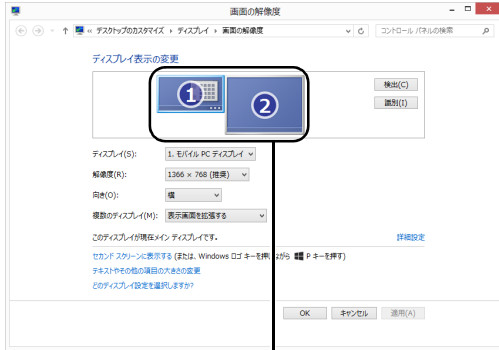 画面の解像度
« デスクトップのカスタマイズ ▸ ディスプレイ ▸ 画面の解像度
コントロール パネルの検索
ディスプレイ表示の変更
1
2
検出(C)
識別(I)
ディスプレイ(S): 1. モバイル PC ディスプレイ
解像度(R): 1366 × 768 (推奨)
向き(O): 横
複数のディスプレイ(M): 表示画面を拡張する
このディスプレイが現在メイン ディスプレイです。 詳細設定
セカンド スクリーンに表示する (または、Windows ロゴ キーを押しながら P キーを押す)
テキストやその他の項目の大きさの変更
どのディスプレイ設定を選択しますか?
OK キャンセル 適用(A)